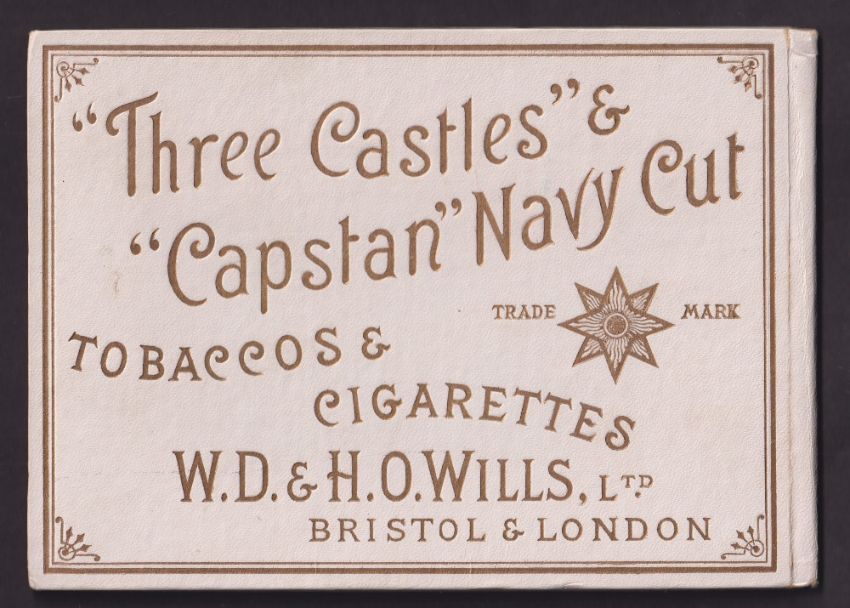 "Three Castles" &
"Capstan" Navy Cut
TRADE MARK
TOBACCOS &
CIGARETTES
W.D. & H.O. WILLS, LTD.
BRISTOL & LONDON